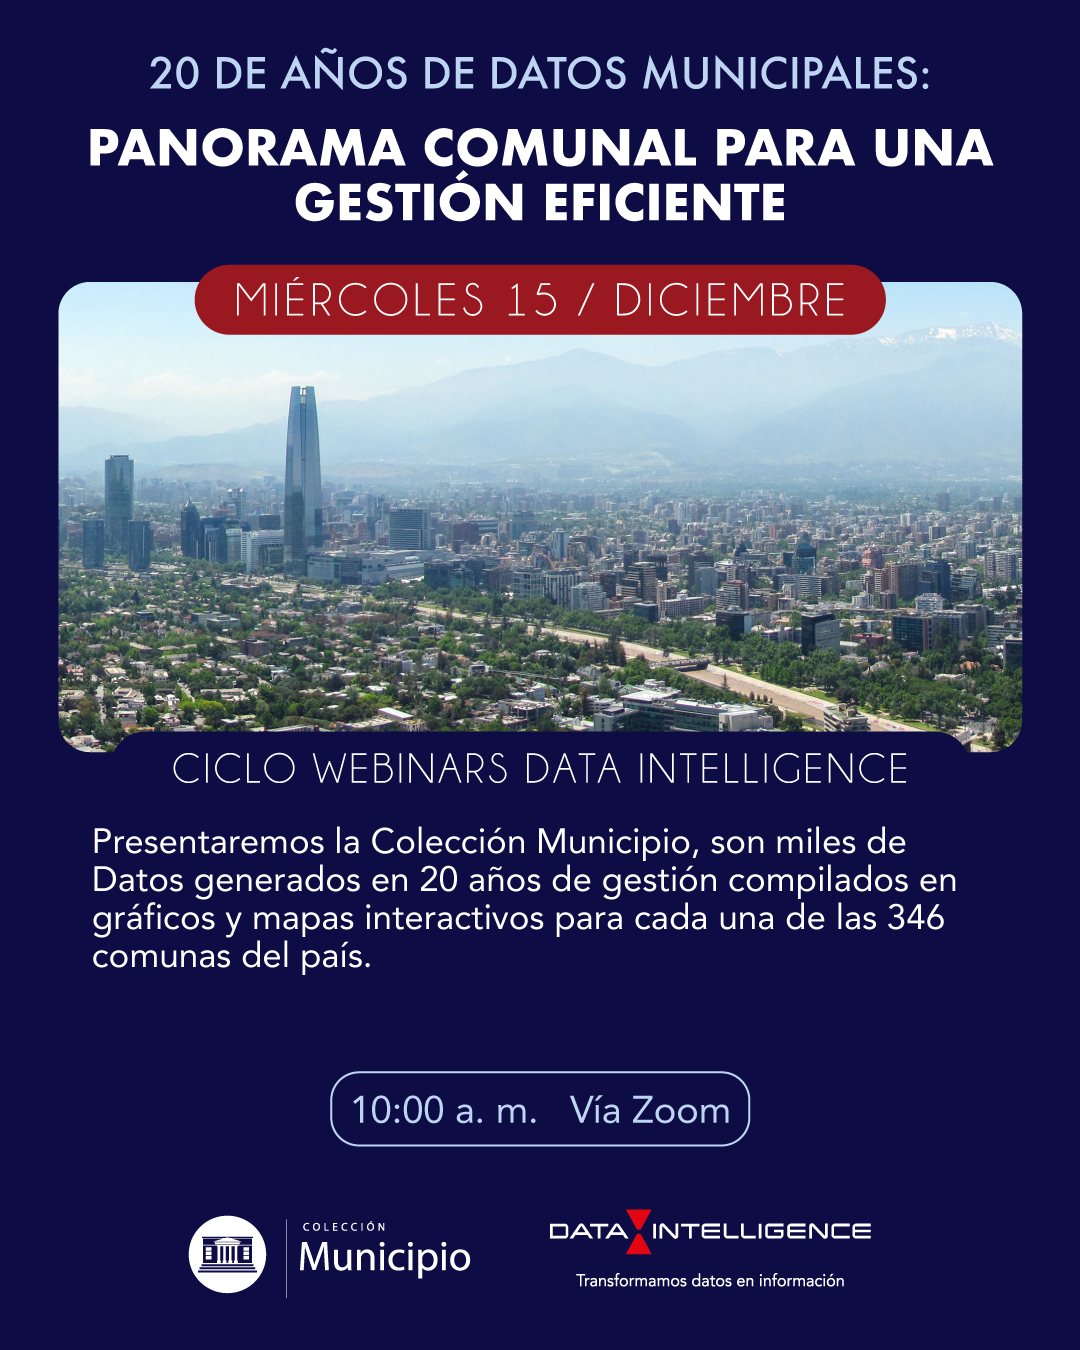 20 DE AÑOS DE DATOS MUNICIPALES:
PANORAMA COMUNAL PARA UNA
GESTIÓN EFICIENTE
MIÉRCOLES 15 / DICIEMBRE
CICLO WEBINARS DATA INTELLIGENCE
Presentaremos la Colección Municipio, son miles de
Datos generados en 20 años de gestión compilados en
gráficos y mapas interactivos para cada una de las 346
comunas del país.
10:00 a. m. Vía Zoom
COLECCIÓN
Municipio
DATA INTELLIGENCE
Transformamos datos en información